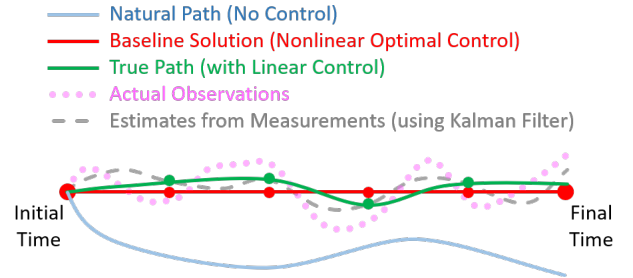 Natural Path (No Control)
Baseline Solution (Nonlinear Optimal Control)
True Path (with Linear Control)
Actual Observations
Estimates from Measurements (using Kalman Filter)
Initial
Time
Final
Time